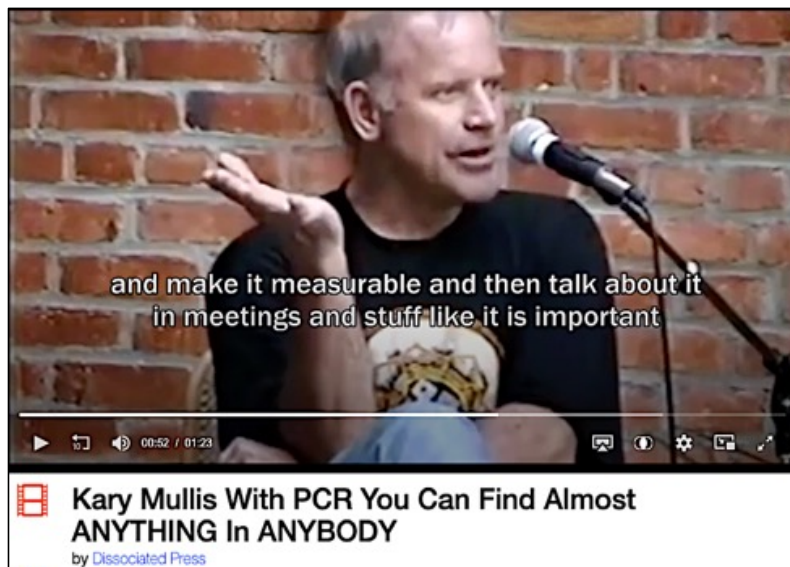 and make it measurable and then talk about it
in meetings and stuff like it is important
10
00:52 / 01:23
Kary Mullis With PCR You Can Find Almost
ANYTHING In ANYBODY
by Dissociated Press